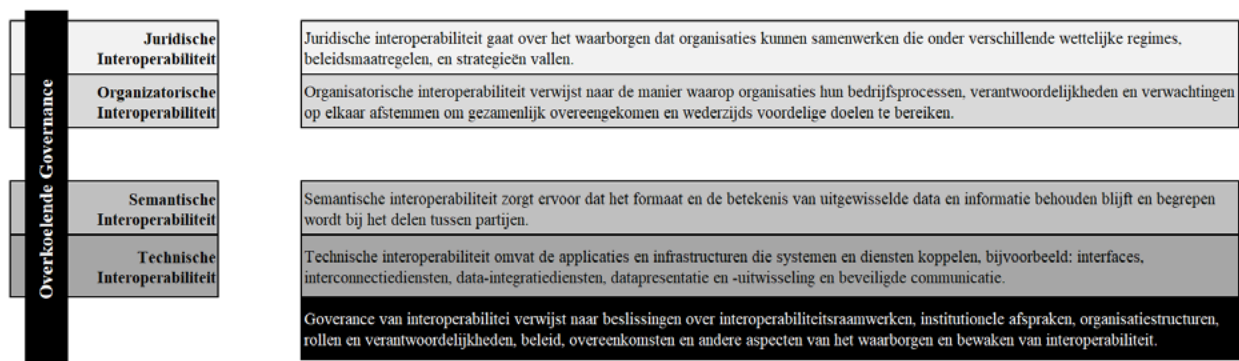 Overkoelende Governance
Juridische
Interoperabiliteit
Juridische interoperabiliteit gaat over het waarborgen dat organisaties kunnen samenwerken die onder verschillende wettelijke regimes,
beleidsmaatregelen, en strategieën vallen.
Organizatorische
Interoperabiliteit
Organisatorische interoperabiliteit verwijst naar de manier waarop organisaties hun bedrijfsprocessen, verantwoordelijkheden en verwachtingen
op elkaar afstemmen om gezamenlijk overeengekomen en wederzijds voordelige doelen te bereiken.
Semantische
Interoperabiliteit
Semantische interoperabiliteit zorgt ervoor dat het formaat en de betekenis van uitgewisselde data en informatie behouden blijft en begrepen
wordt bij het delen tussen partijen.
Technische
Interoperabiliteit
Technische interoperabiliteit omvat de applicaties en infrastructuren die systemen en diensten koppelen, bijvoorbeeld: interfaces,
interconnectiediensten, data-integratiediensten, datapresentatie en -uitwisseling en beveiligde communicatie.
Goverance van interoperabilitei verwijst naar beslissingen over interoperabiliteitsraamwerken, institutionele afspraken, organisatiestructuren,
rollen en verantwoordelijkheden, beleid, overeenkomsten en andere aspecten van het waarborgen en bewaken van interoperabiliteit.